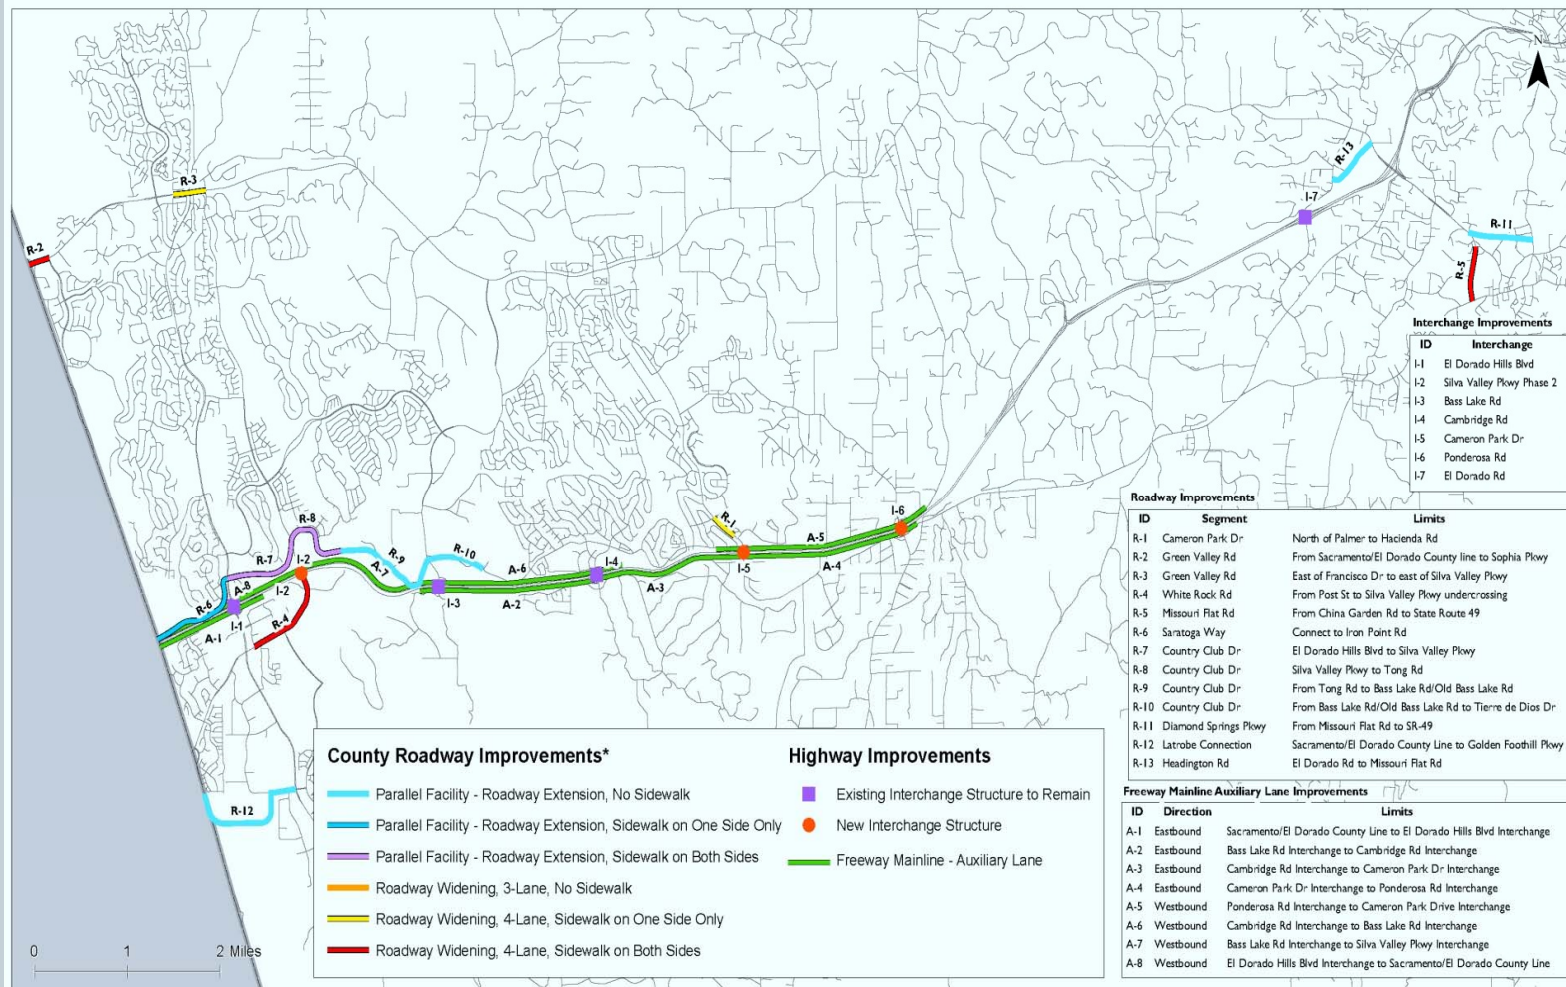 N
R-13
I-7
R-3
R-11
R-2
R-5
Interchange Improvements
ID Interchange
I-1 El Dorado Hills Blvd
I-2 Silva Valley Pkwy Phase 2
I-3 Bass Lake Rd
I-4 Cambridge Rd
I-5 Cameron Park Dr
I-6 Ponderosa Rd
I-7 El Dorado Rd
Roadway Improvements
ID Segment Limits
R-1 Cameron Park Dr North of Palmer to Hacienda Rd
R-2 Green Valley Rd From Sacramento/El Dorado County line to Sophia Pkwy
R-3 Green Valley Rd East of Francisco Dr to east of Silva Valley Pkwy
R-4 White Rock Rd From Post St to Silva Valley Pkwy undercrossing
R-5 Missouri Flat Rd From China Garden Rd to State Route 49
R-6 Saratoga Way Connect to Iron Point Rd
R-7 Country Club Dr El Dorado Hills Blvd to Silva Valley Pkwy
R-8 Country Club Dr Silva Valley Pkwy to Tong Rd
R-9 Country Club Dr From Tong Rd to Bass Lake Rd/Old Bass Lake Rd
R-10 Country Club Dr From Bass Lake Rd/Old Bass Lake Rd to Tierre de Dios Dr
R-11 Diamond Springs Pkwy From Missouri Flat Rd to SR-49
R-12 Latrobe Connection Sacramento/El Dorado County Line to Golden Foothill Pkwy
R-13 Headington Rd El Dorado Rd to Missouri Flat Rd
I-6
R-1
R-8
A-5
R-9
R-10
R-7
I-2
I-4
A-6
I-5
A-4
A-7
A-3
A-8
I-2
I-3
A-2
R-6
I-1
R-4
A-1
R-12
County Roadway Improvements*
Parallel Facility - Roadway Extension, No Sidewalk
Parallel Facility - Roadway Extension, Sidewalk on One Side Only
Parallel Facility - Roadway Extension, Sidewalk on Both Sides
Roadway Widening, 3-Lane, No Sidewalk
Roadway Widening, 4-Lane, Sidewalk on One Side Only
Roadway Widening, 4-Lane, Sidewalk on Both Sides
Highway Improvements
Existing Interchange Structure to Remain
New Interchange Structure
Freeway Mainline - Auxiliary Lane
Freeway Mainline Auxiliary Lane Improvements
ID Direction Limits
A-1 Eastbound Sacramento/El Dorado County Line to El Dorado Hills Blvd Interchange
A-2 Eastbound Bass Lake Rd Interchange to Cambridge Rd Interchange
A-3 Eastbound Cambridge Rd Interchange to Cameron Park Dr Interchange
A-4 Eastbound Cameron Park Dr Interchange to Ponderosa Rd Interchange
A-5 Westbound Ponderosa Rd Interchange to Cameron Park Drive Interchange
A-6 Westbound Cambridge Rd Interchange to Bass Lake Rd Interchange
A-7 Westbound Bass Lake Rd Interchange to Silva Valley Pkwy Interchange
A-8 Westbound El Dorado Hills Blvd Interchange to Sacramento/El Dorado County Line
0 1 2 Miles